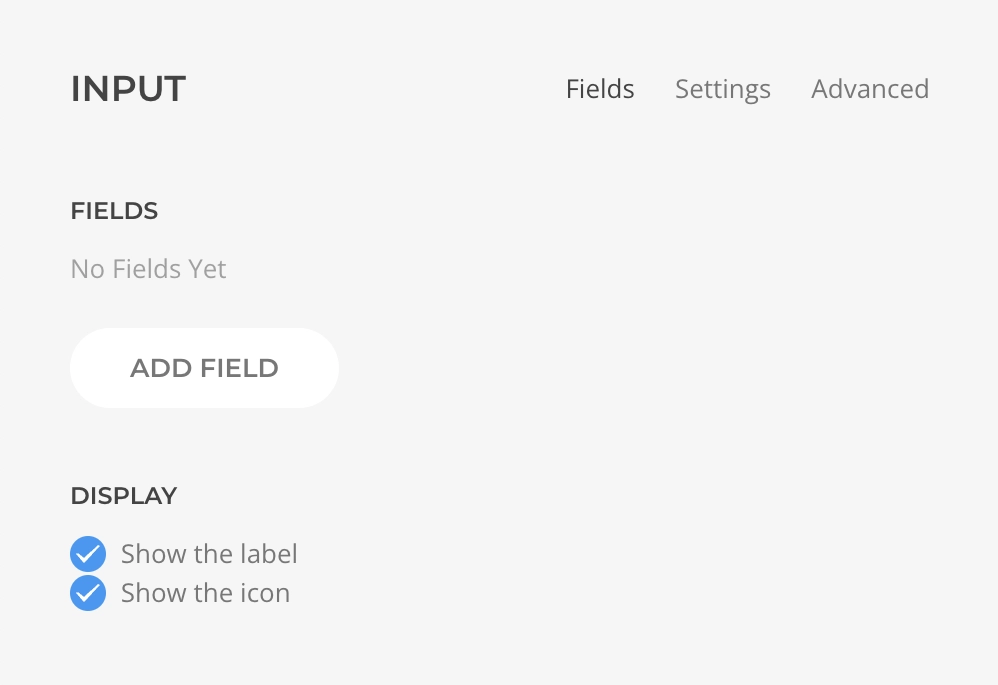 INPUT
Fields Settings Advanced
FIELDS
No Fields Yet
ADD FIELD
DISPLAY
Show the label
Show the icon